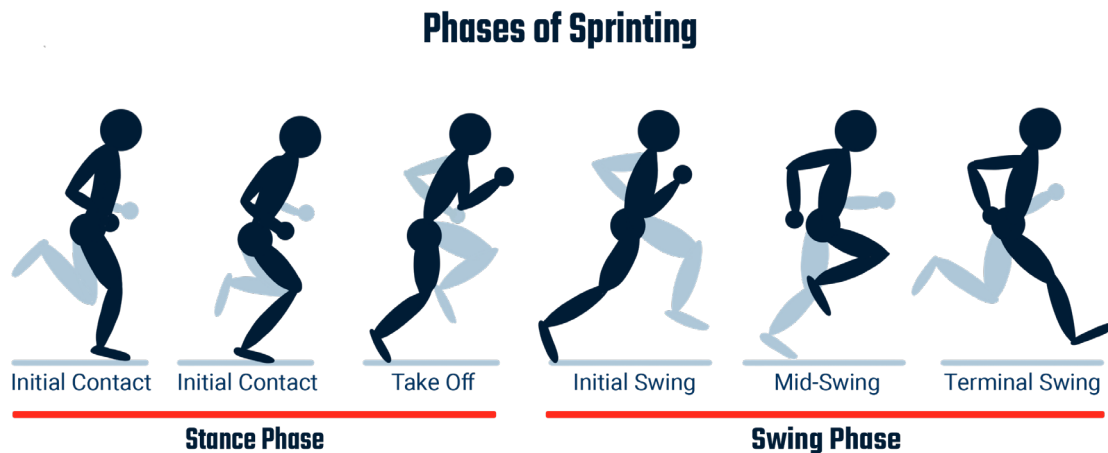 Phases of Sprinting
Initial Contact
Initial Contact
Take Off
Initial Swing
Mid-Swing
Terminal Swing
Stance Phase
Swing Phase